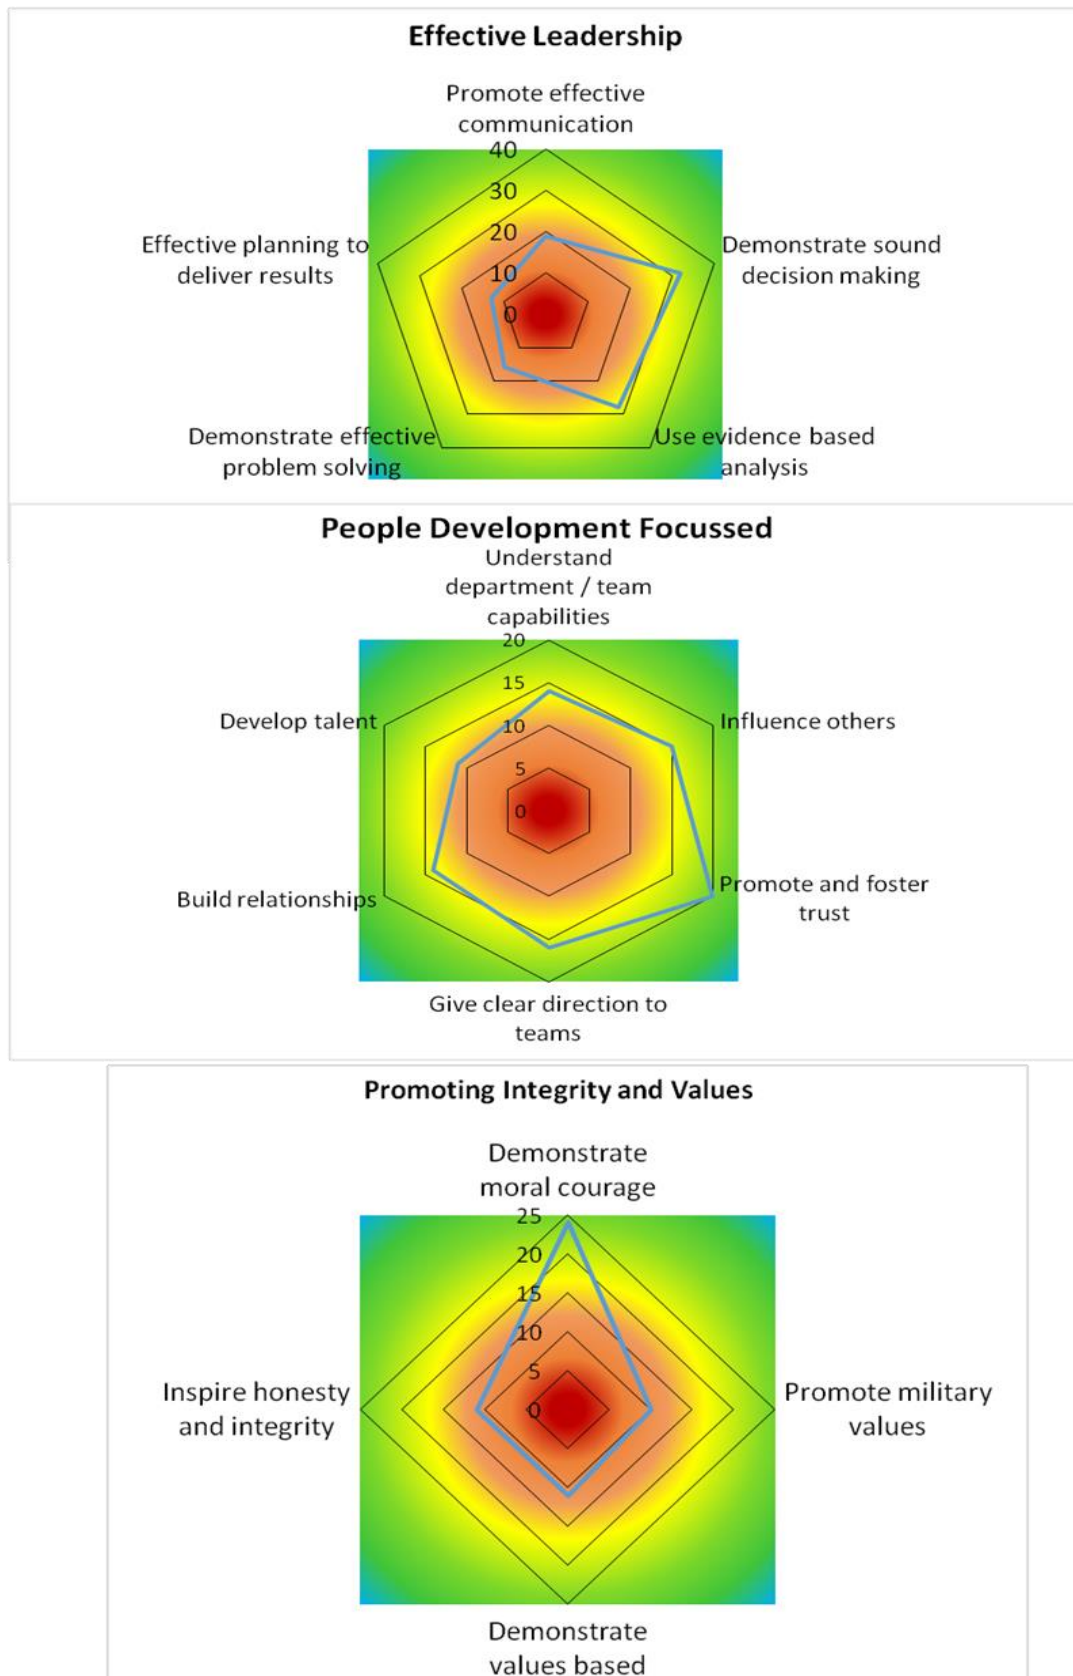 Effective Leadership
Promote effective
communication
40
30
20
10
0
Effective planning to
deliver results
Demonstrate sound
decision making
Demonstrate effective
problem solving
Use evidence based
analysis
People Development Focussed
Understand
department / team
capabilities
20
15
10
5
0
Develop talent
Influence others
Build relationships
Promote and foster
trust
Give clear direction to
teams
Promoting Integrity and Values
Demonstrate
moral courage
25
20
15
10
5
0
Inspire honesty
and integrity
Promote military
values
Demonstrate
values based